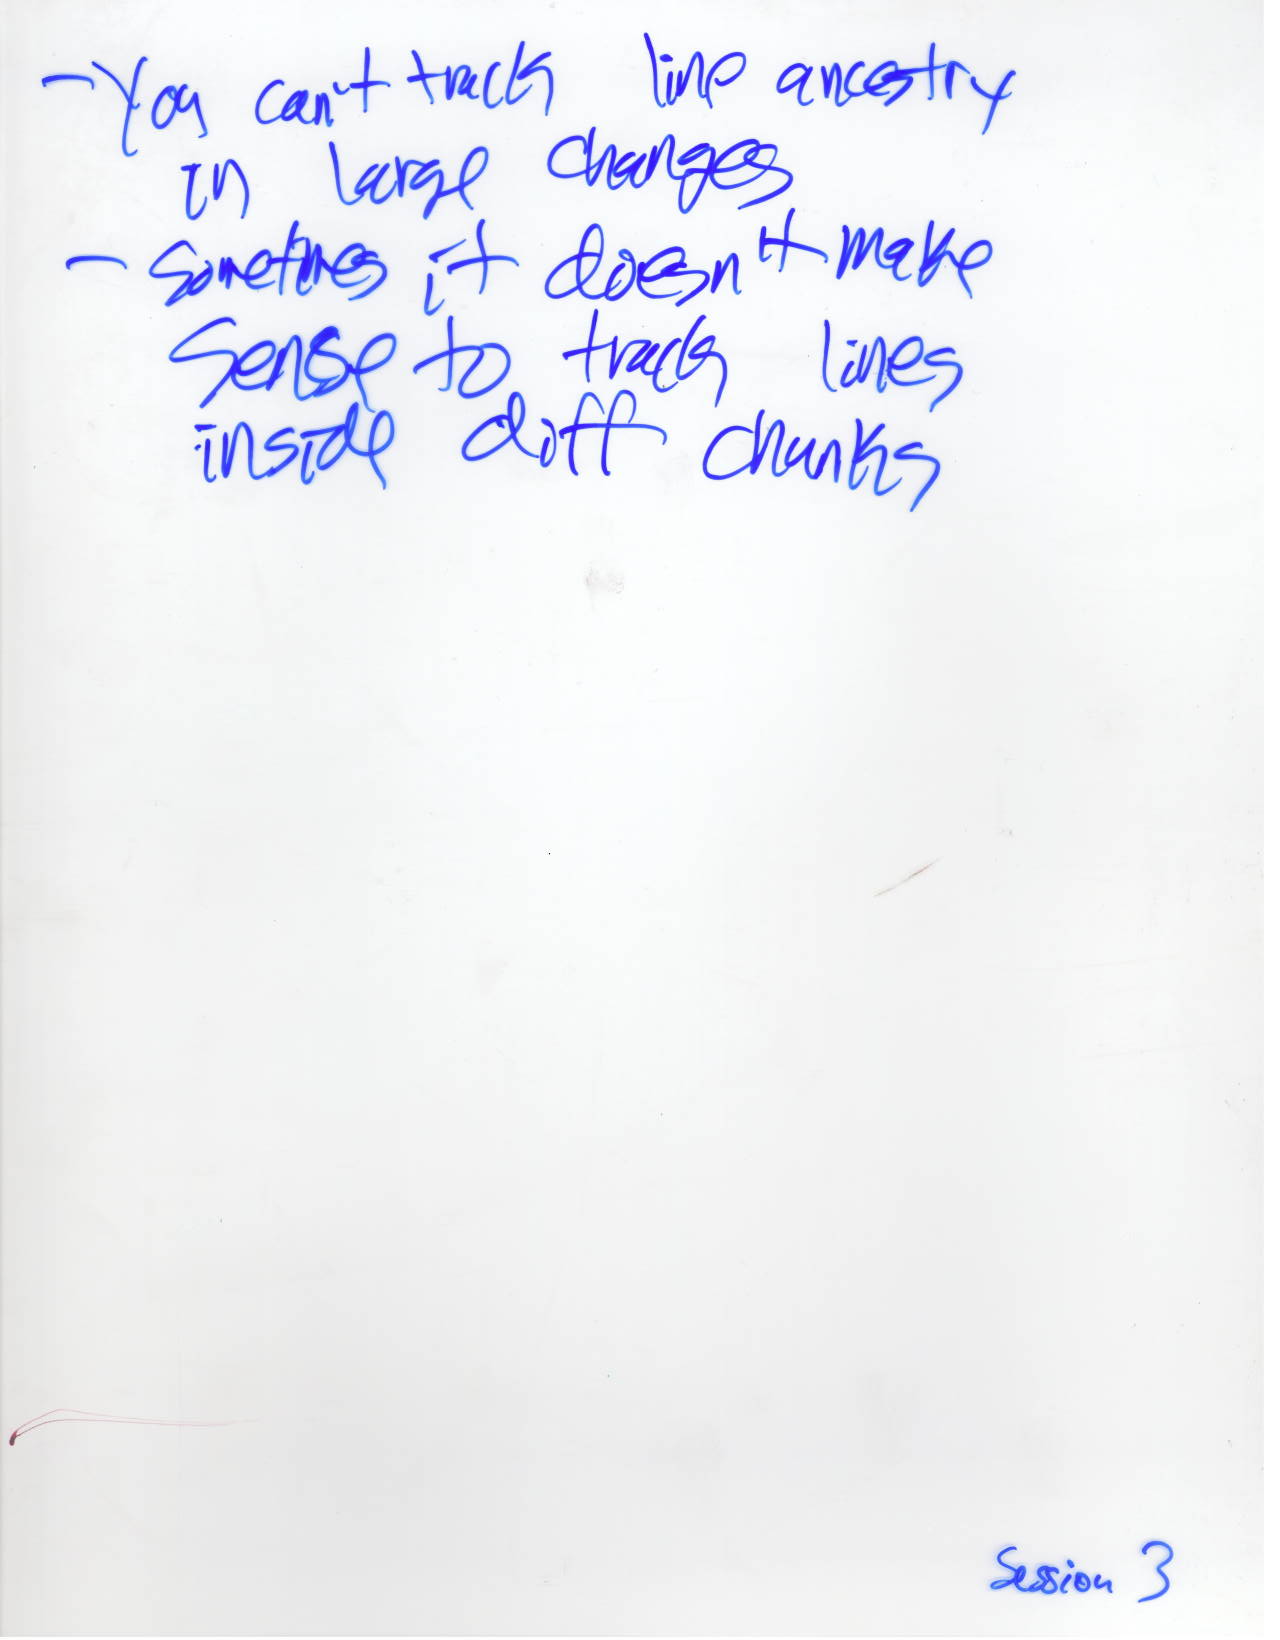 - You can't track line ancestry
in large changes
- Sometimes it doesn't make
sense to track lines
inside diff chunks
Session 3